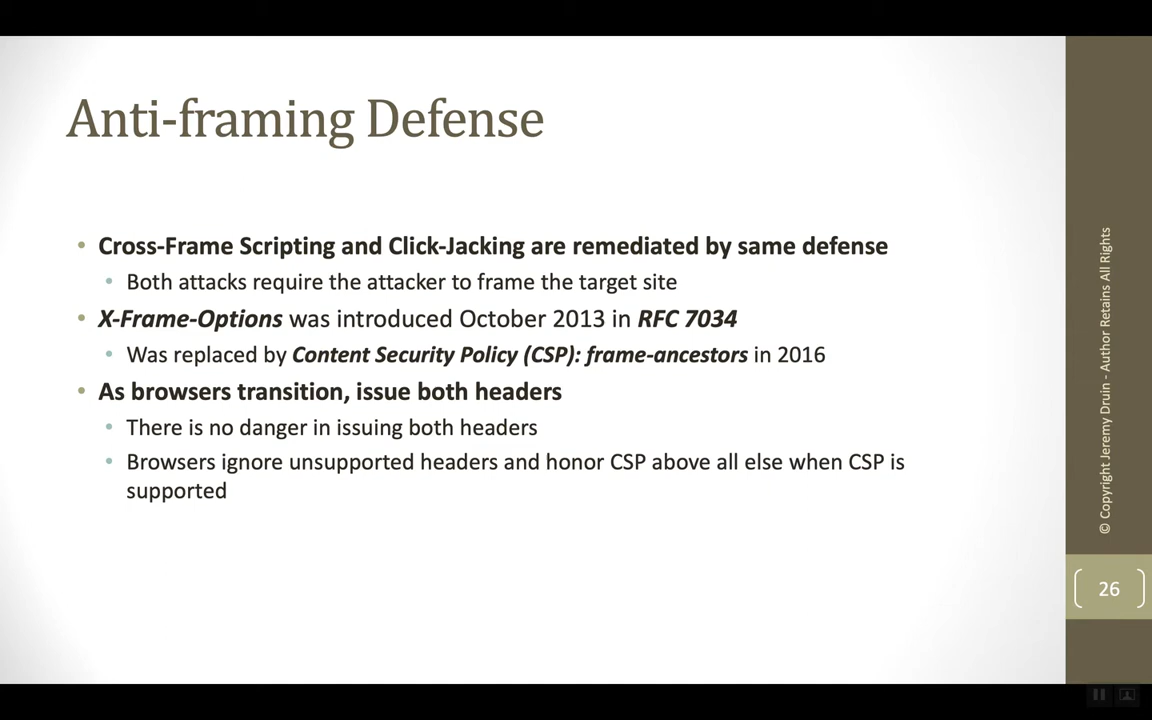 Anti-framing Defense
• Cross-Frame Scripting and Click-Jacking are remediated by same defense
• Both attacks require the attacker to frame the target site
• X-Frame-Options was introduced October 2013 in RFC 7034
• Was replaced by Content Security Policy (CSP): frame-ancestors in 2016
• As browsers transition, issue both headers
• There is no danger in issuing both headers
• Browsers ignore unsupported headers and honor CSP above all else when CSP is
supported
© Copyright Jeremy Druin - Author Retains All Rights
26